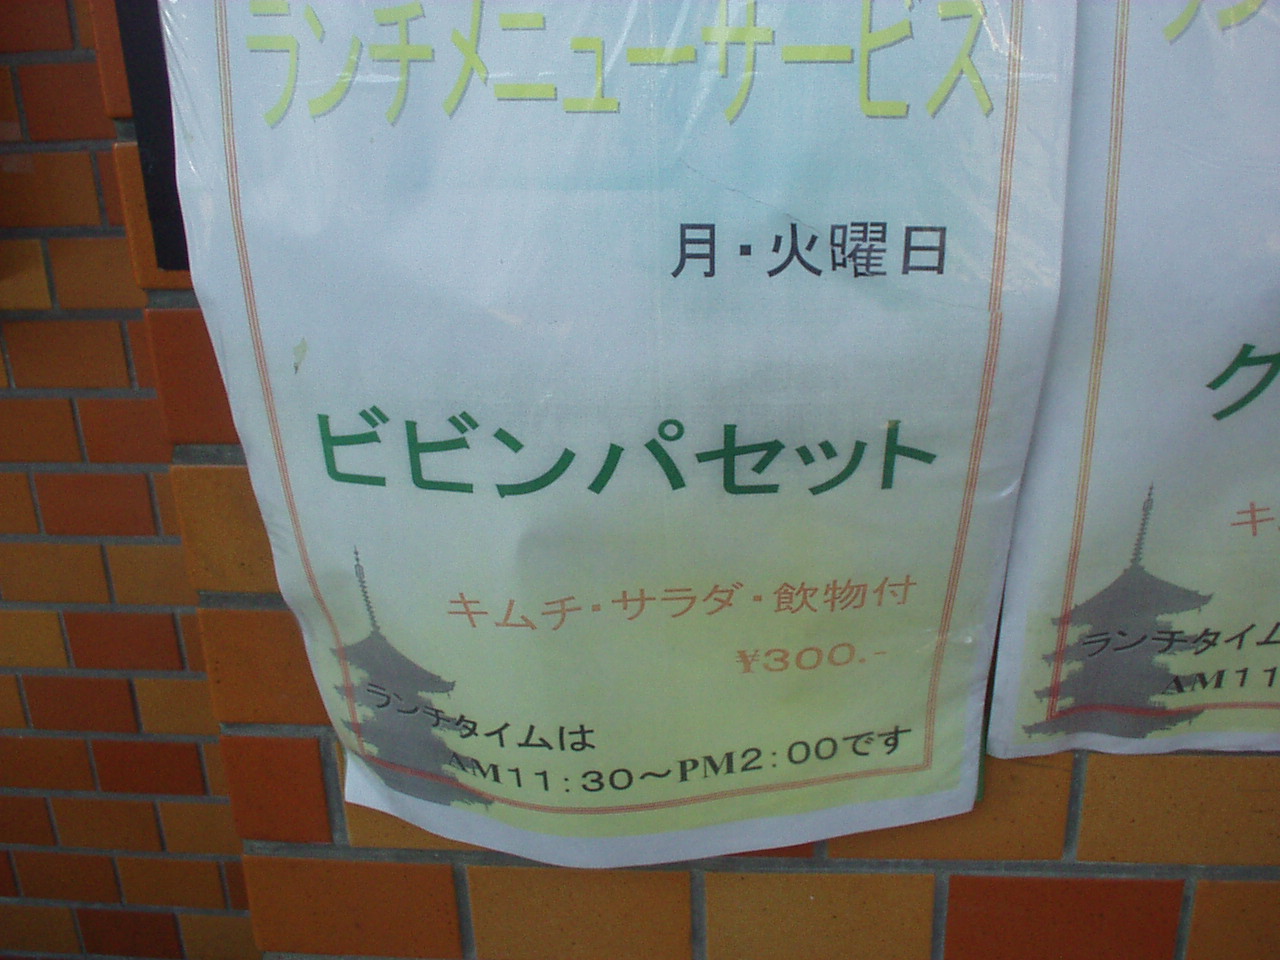 ランチメニューサービス
月・火曜日
ビビンパセット
キムチ・サラダ・飲物付
¥300.-
ランチタイムは
AM11:30～PM2:00です
ク
キ
ランチタイム
AM11